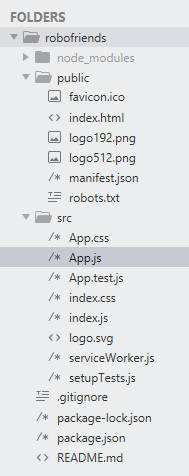 FOLDERS
robofriends
node_modules
public
favicon.ico
<> index.html
logo192.png
logo512.png
/* manifest.json
robots.txt
src
/* App.css
/* App.js
/* App.test.js
/* index.css
/* index.js
<> logo.svg
/* serviceWorker.js
/* setupTests.js
.gitignore
/* package-lock.json
/* package.json
<> README.md